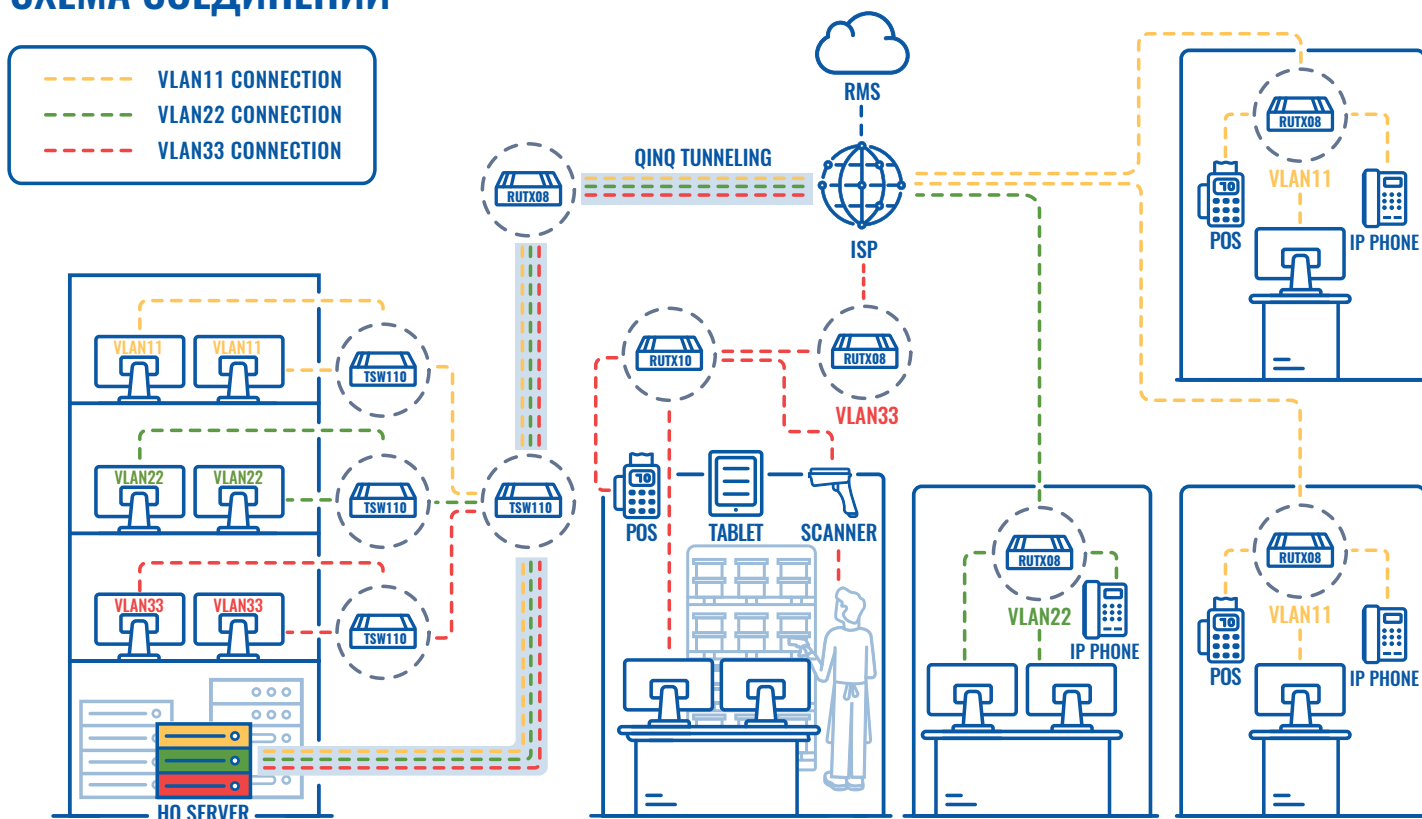 СХЕМА СОЕДИНЕНИЙ
VLAN11 CONNECTION
VLAN22 CONNECTION
VLAN33 CONNECTION
RMS
QINQ TUNNELING
RUTX08
ISP
RUTX08
VLAN11
POS
IP PHONE
VLAN11
VLAN11
TSW110
RUTX10
RUTX08
VLAN33
VLAN22
VLAN22
TSW110
TSW110
POS
TABLET
SCANNER
RUTX08
VLAN22
IP PHONE
RUTX08
VLAN11
POS
IP PHONE
VLAN33
VLAN33
TSW110
HQ SERVER